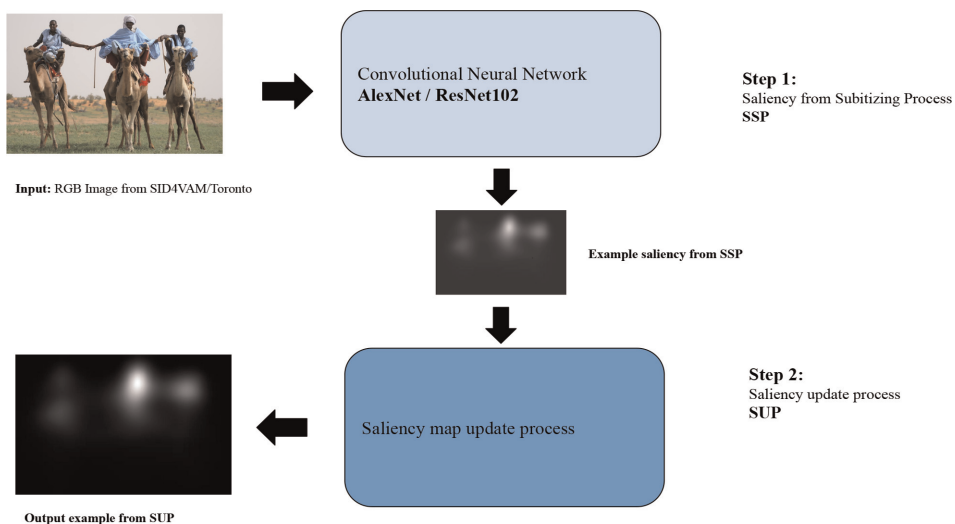 Convolutional Neural Network
AlexNet / ResNet102
Step 1:
Saliency from Subitizing Process
SSP
Input: RGB Image from SID4VAM/Toronto
Example saliency from SSP
Saliency map update process
Step 2:
Saliency update process
SUP
Output example from SUP